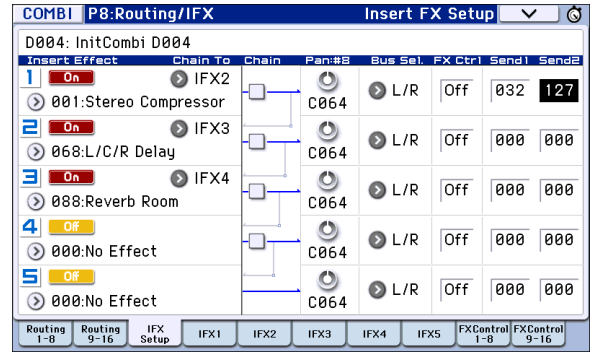 COMBI P8:Routing/IFX Insert FX Setup
D004: InitCombi D004
Insert Effect Chain To Chain Pan:#8 Bus Sel. FX Ctrl Send1 Send2
1 On IFX2
001:Stereo Compressor C064 L/R Off 032 127
2 On IFX3
068:L/C/R Delay C064 L/R Off 000 000
3 On IFX4
088:Reverb Room C064 L/R Off 000 000
4 Off
000:No Effect C064 L/R Off 000 000
5 Off
000:No Effect C064 L/R Off 000 000
Routing 1-8 Routing 9-16 IFX Setup IFX1 IFX2 IFX3 IFX4 IFX5 FXControl 1-8 FXControl 9-16